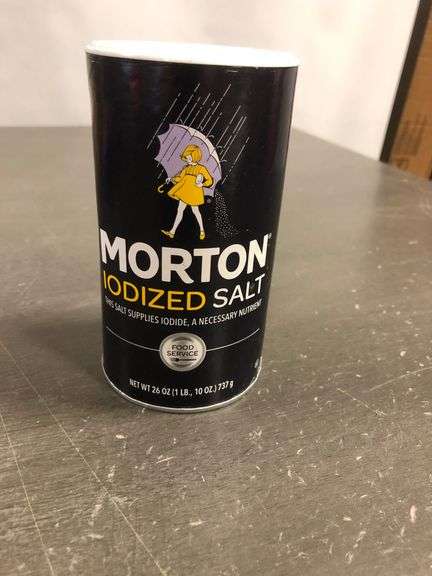 MORTON®
IODIZED SALT
THIS SALT SUPPLIES IODIDE, A NECESSARY NUTRIENT
FOOD
SERVICE
NET WT 26 OZ (1 LB., 10 OZ.) 737 g